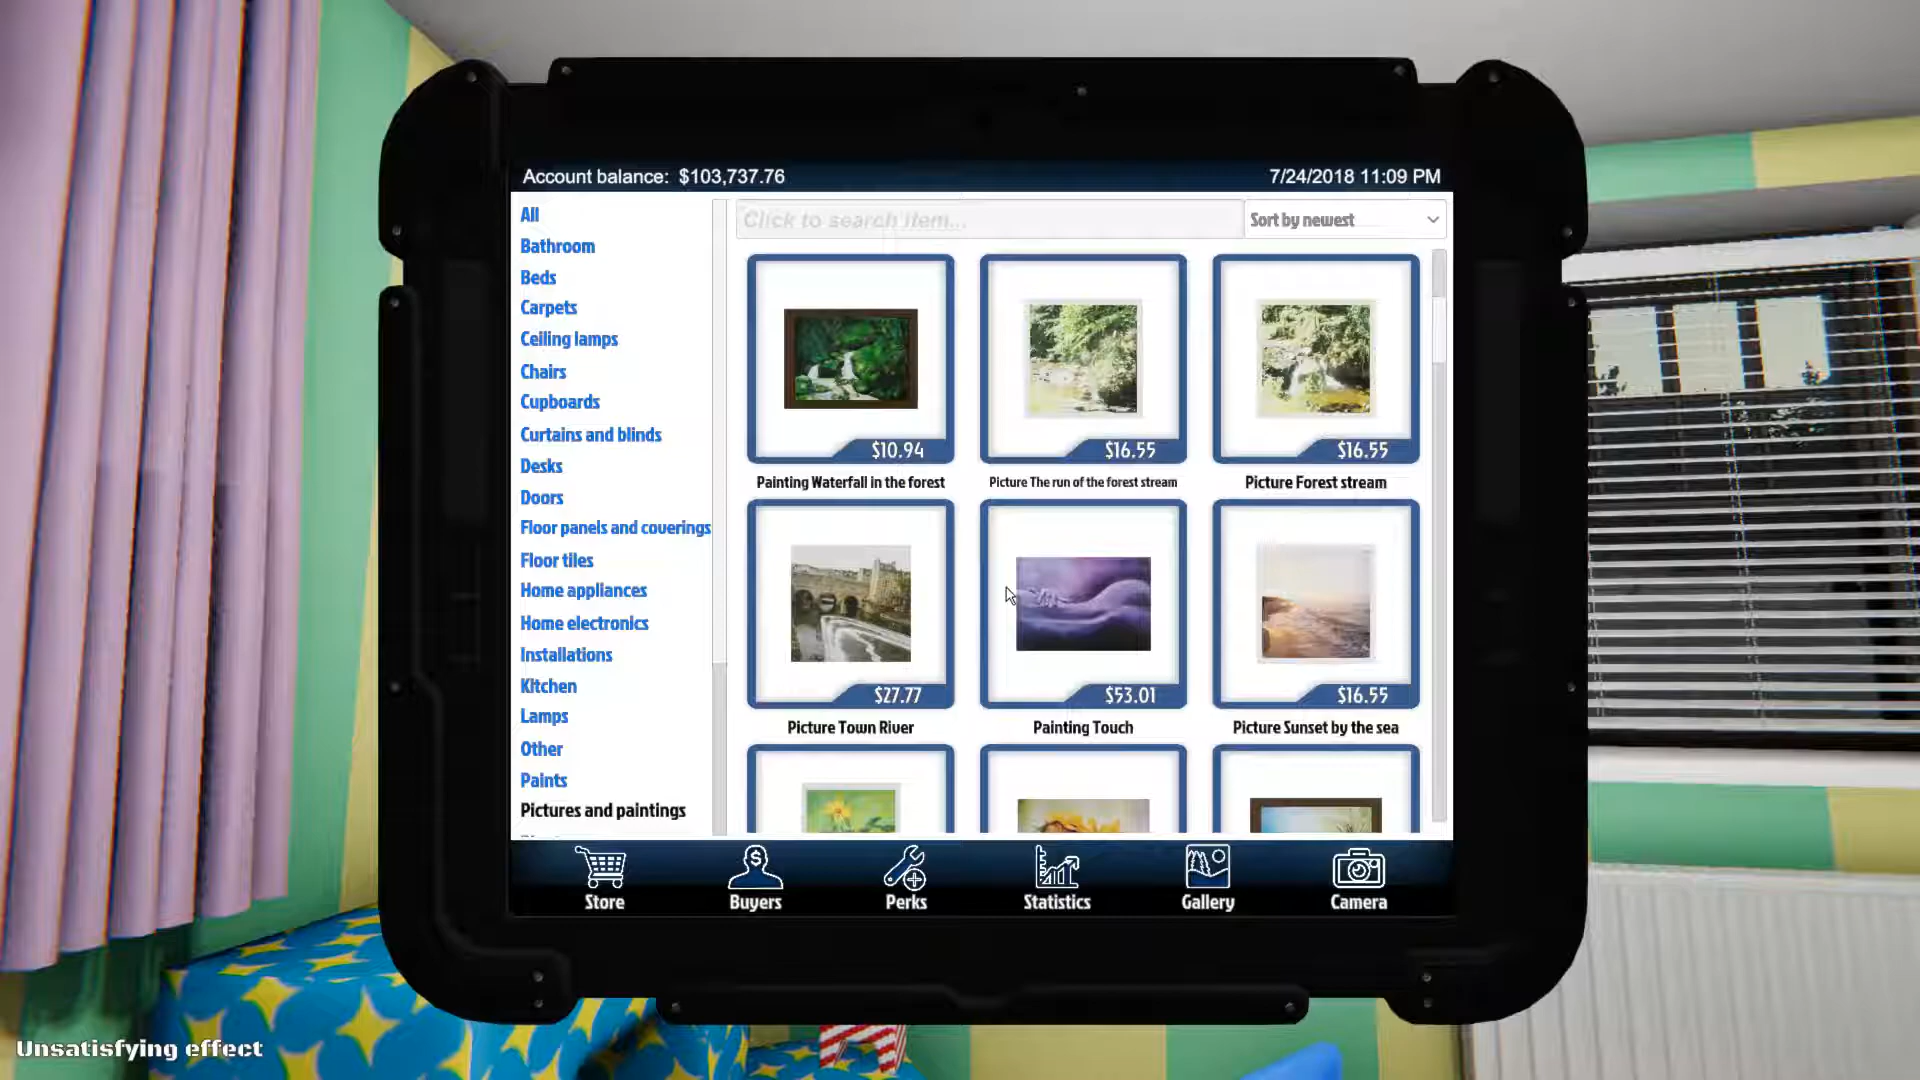 Account balance: $103,737.76
7/24/2018 11:09 PM
All
Bathroom
Beds
Carpets
Ceiling lamps
Chairs
Cupboards
Curtains and blinds
Desks
Doors
Floor panels and coverings
Floor tiles
Home appliances
Home electronics
Installations
Kitchen
Lamps
Other
Paints
Pictures and paintings
Click to search item...
Sort by newest
$10.94
$16.55
$16.55
Painting Waterfall in the forest
Picture The run of the forest stream
Picture Forest stream
$27.77
$53.01
$16.55
Picture Town River
Painting Touch
Picture Sunset by the sea
Store
Buyers
Perks
Statistics
Gallery
Camera
Unsatisfying effect